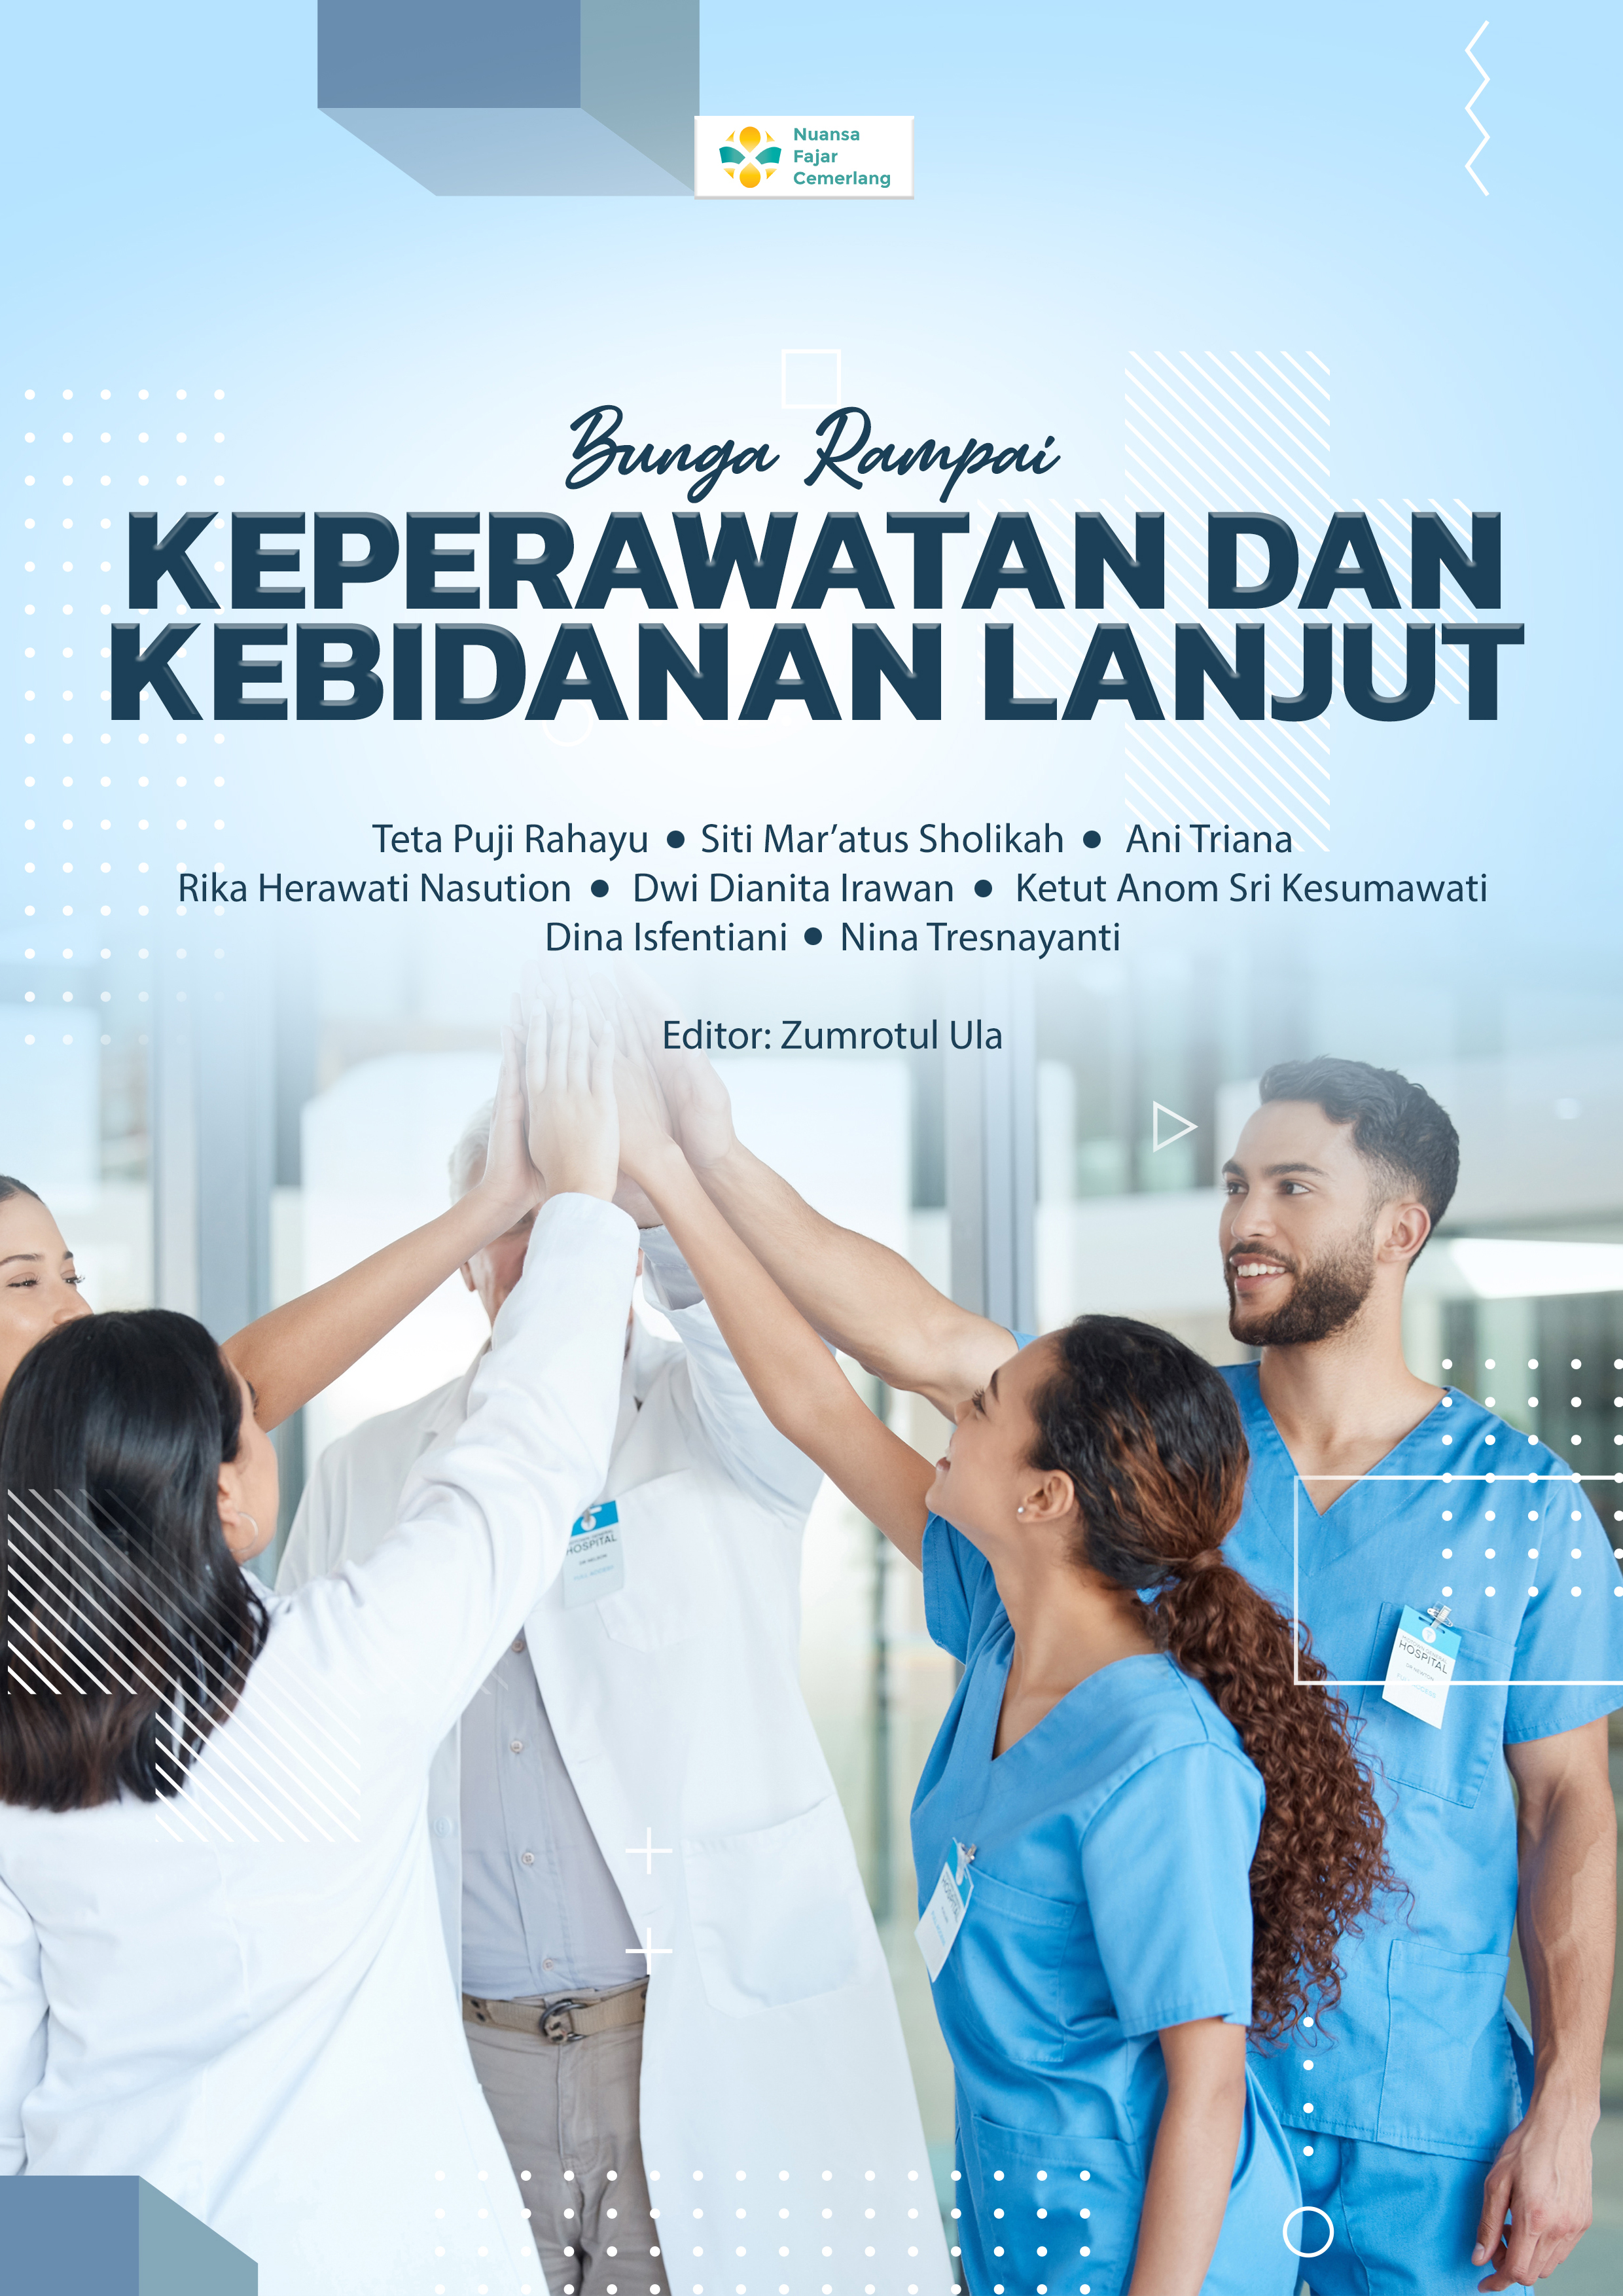 Nuansa
Fajar
Cemerlang
Bunga Rampai
KEPERAWATAN DAN
KEBIDANAN LANJUT
Teta Puji Rahayu ● Siti Mar’atus Sholikah ● Ani Triana
Rika Herawati Nasution ● Dwi Dianita Irawan ● Ketut Anom Sri Kesumawati
Dina Isfentiani ● Nina Tresnayanti
Editor: Zumrotul Ula
HOSPITAL
HOSPITAL
HOSPITAL